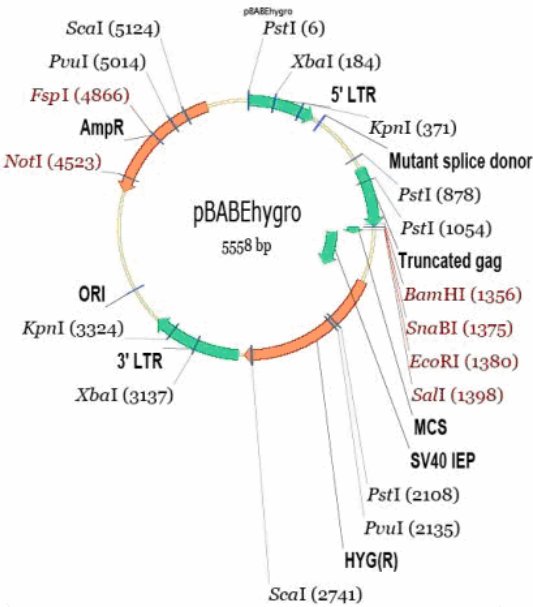 pBABEhygro
ScaI (5124)
PstI (6)
PvuI (5014)
XbaI (184)
FspI (4866)
5' LTR
AmpR
KpnI (371)
NotI (4523)
Mutant splice donor
PstI (878)
pBABEhygro
5558 bp
PstI (1054)
Truncated gag
ORI
BamHI (1356)
KpnI (3324)
SnaBI (1375)
3' LTR
EcoRI (1380)
XbaI (3137)
SalI (1398)
MCS
SV40 IEP
PstI (2108)
PvuI (2135)
HYG(R)
ScaI (2741)